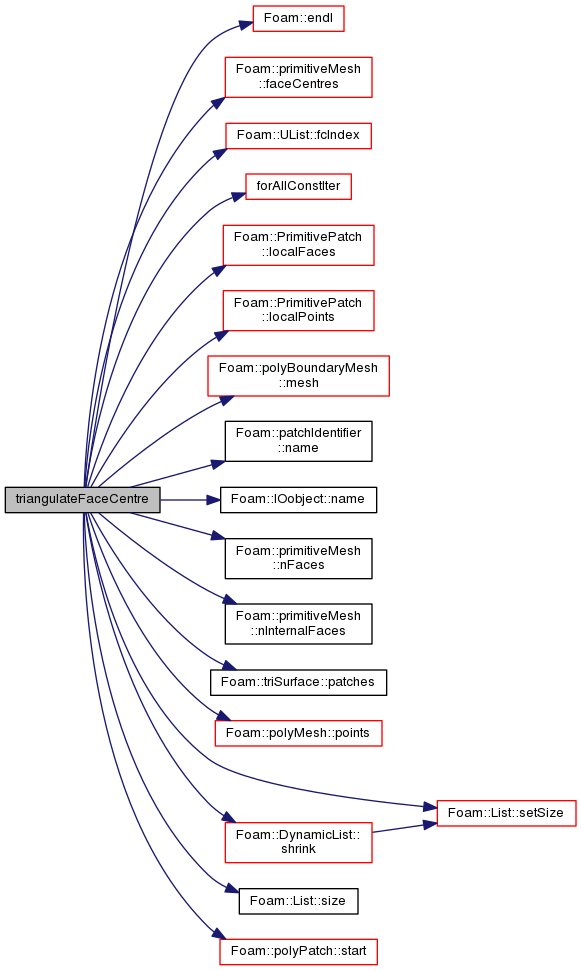 Foam::endl
Foam::primitiveMesh
::faceCentres
Foam::UList::fcIndex
forAllConstIter
Foam::PrimitivePatch
::localFaces
Foam::PrimitivePatch
::localPoints
Foam::polyBoundaryMesh
::mesh
Foam::patchIdentifier
::name
triangulateFaceCentre
Foam::IOobject::name
Foam::primitiveMesh
::nFaces
Foam::primitiveMesh
::nInternalFaces
Foam::triSurface::patches
Foam::polyMesh::points
Foam::List::setSize
Foam::DynamicList::
shrink
Foam::List::size
Foam::polyPatch::start